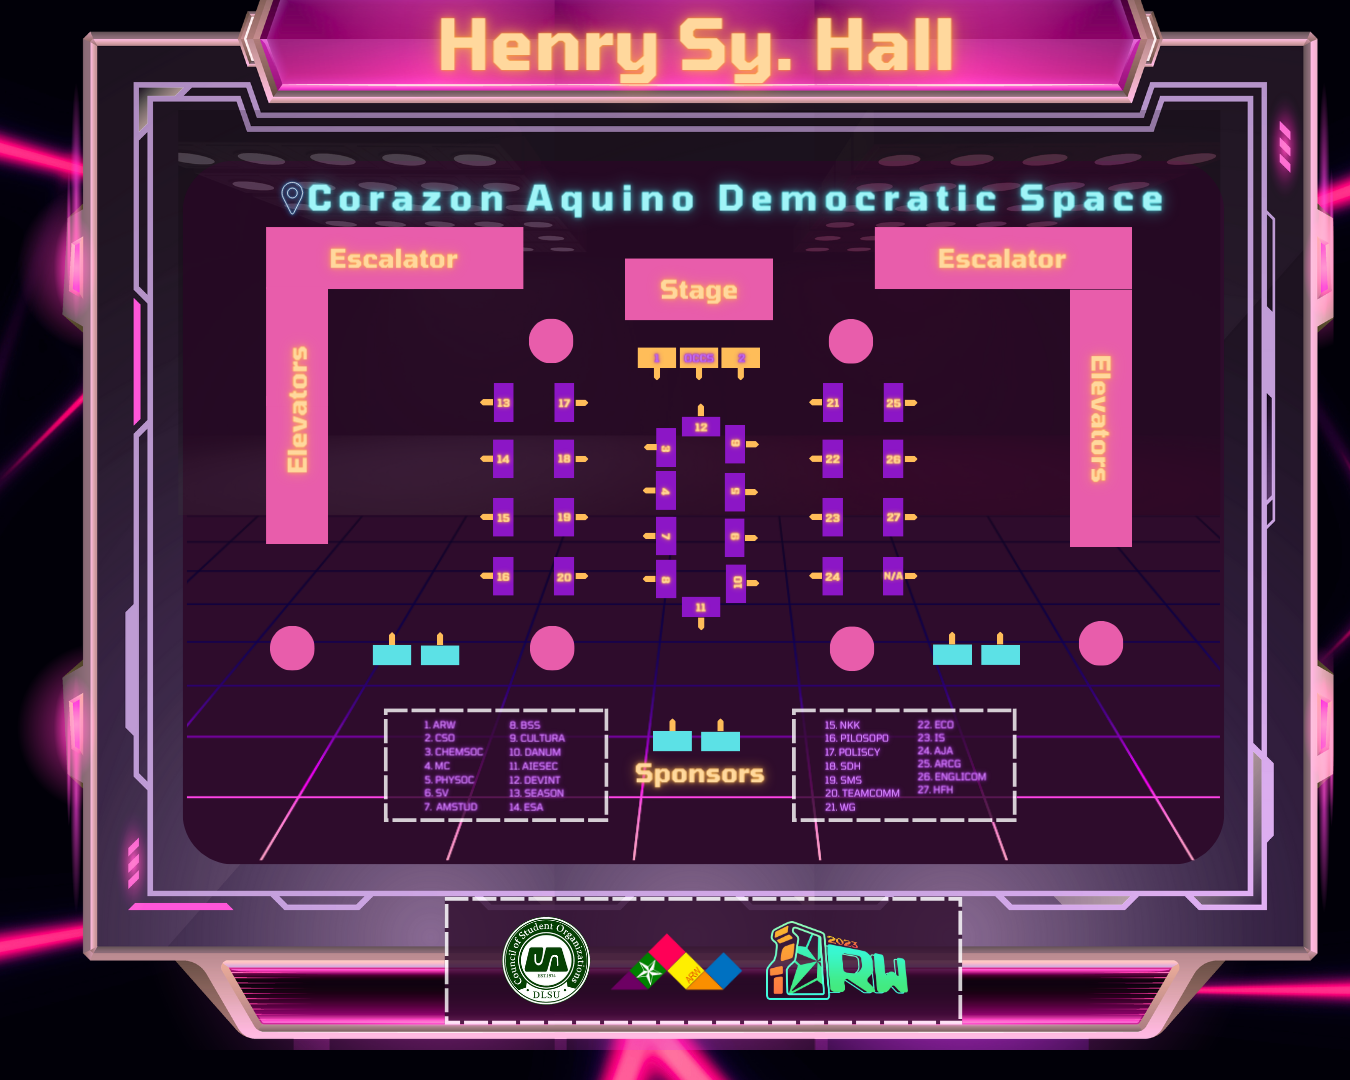 Henry Sy. Hall
Corazon Aquino Democratic Space
Escalator
Escalator
Stage
Elevators
Elevators
1
2
13
17
21
25
12
3
6
14
18
22
26
4
5
15
19
23
27
7
9
16
20
24
N/A
8
10
11
1. ARW
2. CSO
3. CHEMSOC
4. MC
5. PHYSOC
6. SV
7. AMSTUD
8. BSS
9. CULTURA
10. DANUM
11. AIESEC
12. DEVINT
13. SEASON
14. ESA
Sponsors
15. NKK
16. PILOSOPO
17. POLISCY
18. SDH
19. SMS
20. TEAMCOMM
21. WG
22. ECO
23. IS
24. AJA
25. ARCG
26. ENGLICOM
27. HFH
Council of Student Organizations
EST 1974
DLSU
ARW
2023
ARW